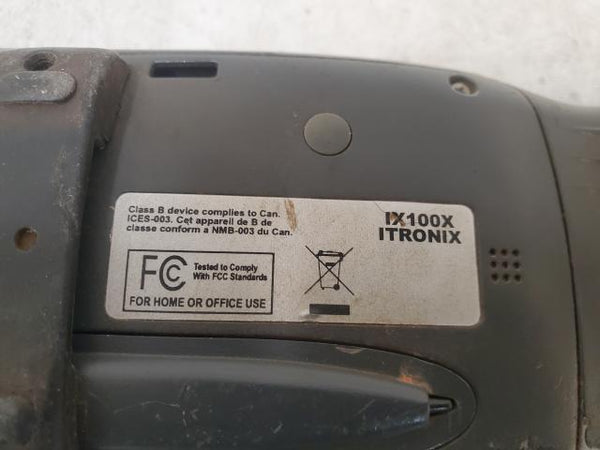 Class B device complies to Can.
ICES-003. Cet appareil de B de
classe conform a NMB-003 du Can.
IX100X
ITRONIX
FC Tested to Comply
With FCC Standards
FOR HOME OR OFFICE USE